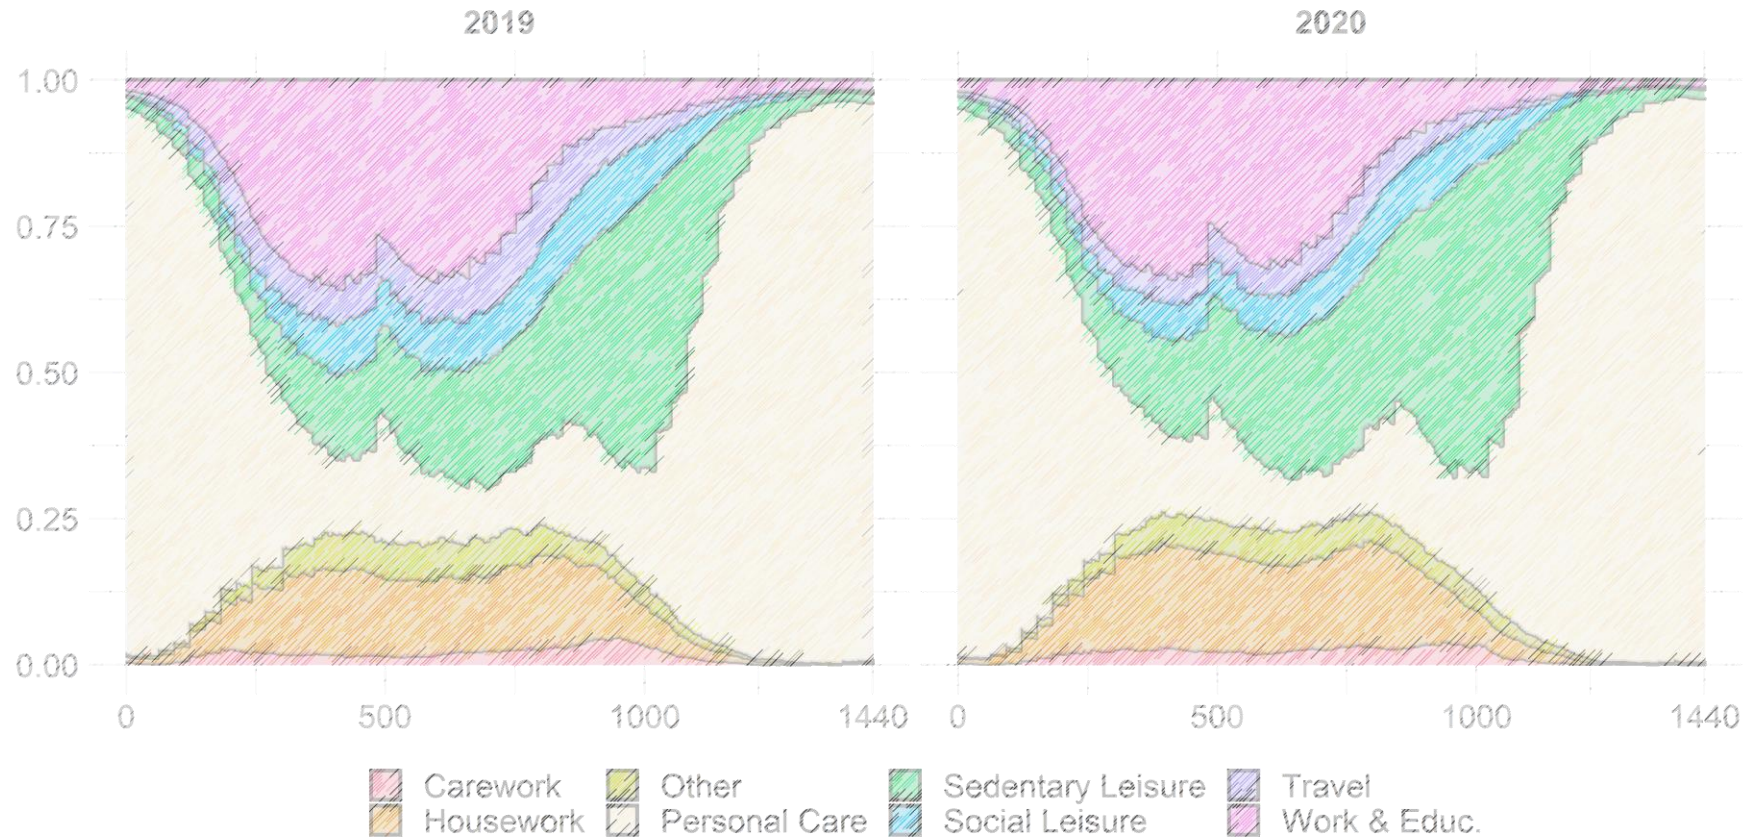 2019 2020
1.00
0.75
0.50
0.25
0.00
0 500 1000 1440 0 500 1000 1440
Carework Other Sedentary Leisure Travel
Housework Personal Care Social Leisure Work & Educ.